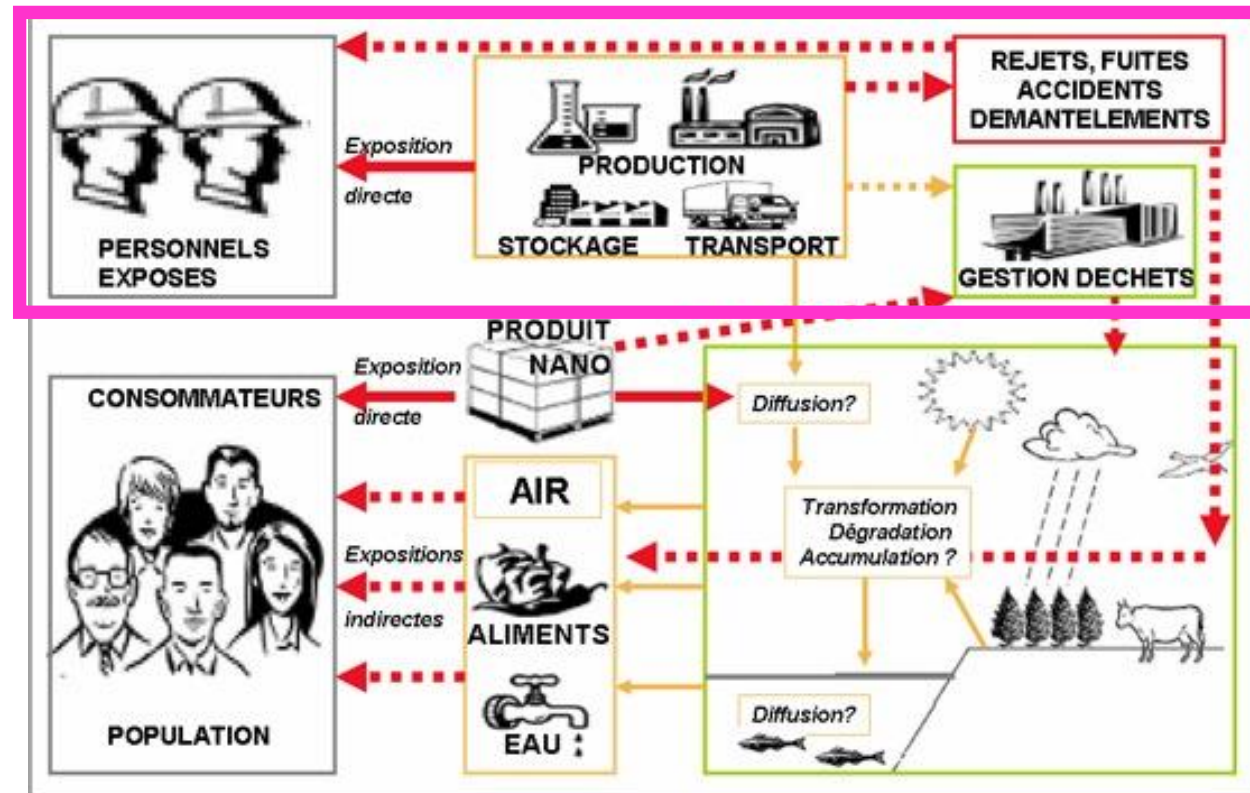 REJETS, FUITES
ACCIDENTS
DEMANTELEMENTS
Exposition
directe
PRODUCTION
STOCKAGE
TRANSPORT
PERSONNELS
EXPOSES
GESTION DECHETS
PRODUIT
NANO
Exposition
directe
CONSOMMATEURS
Diffusion?
AIR
Transformation
Dégradation
Accumulation ?
Expositions
indirectes
ALIMENTS
Diffusion?
EAU
POPULATION